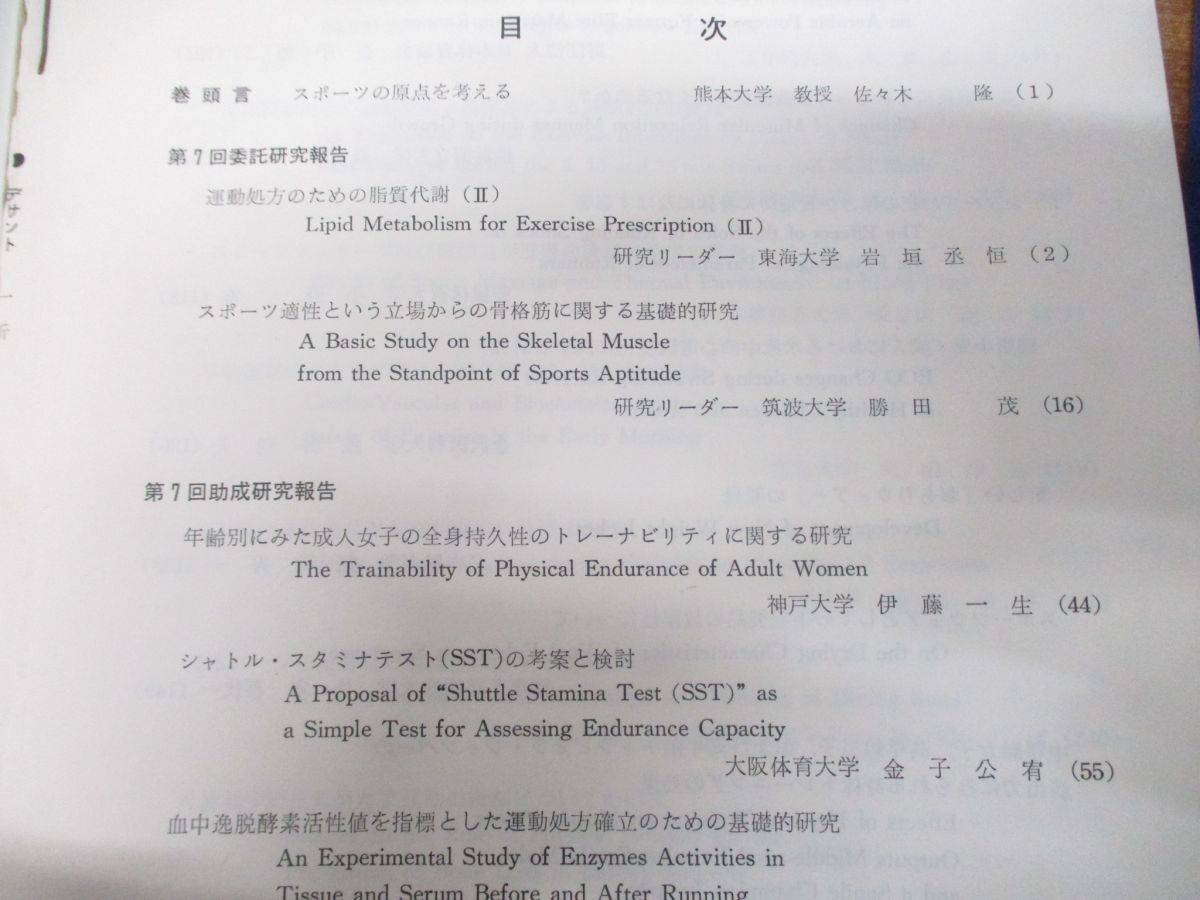 目 次
巻頭言 スポーツの原点を考える 熊本大学 教授 佐々木 隆 (1)
第7回委託研究報告
運動処方のための脂質代謝(Ⅱ)
Lipid Metabolism for Exercise Prescription (Ⅱ)
研究リーダー 東海大学 岩垣丞恒 (2)
スポーツ適性という立場からの骨格筋に関する基礎的研究
A Basic Study on the Skeletal Muscle
from the Standpoint of Sports Aptitude
研究リーダー 筑波大学 勝田 茂 (16)
第7回助成研究報告
年齢別にみた成人女子の全身持久性のトレーナビリティに関する研究
The Trainability of Physical Endurance of Adult Women
神戸大学 伊藤一生 (44)
シャトル・スタミナテスト(SST)の考案と検討
A Proposal of “Shuttle Stamina Test (SST)” as
a Simple Test for Assessing Endurance Capacity
大阪体育大学 金子公宥 (55)
血中逸脱酵素活性値を指標とした運動処方確立のための基礎的研究
An Experimental Study of Enzymes Activities in
Tissue and Serum Before and After Running